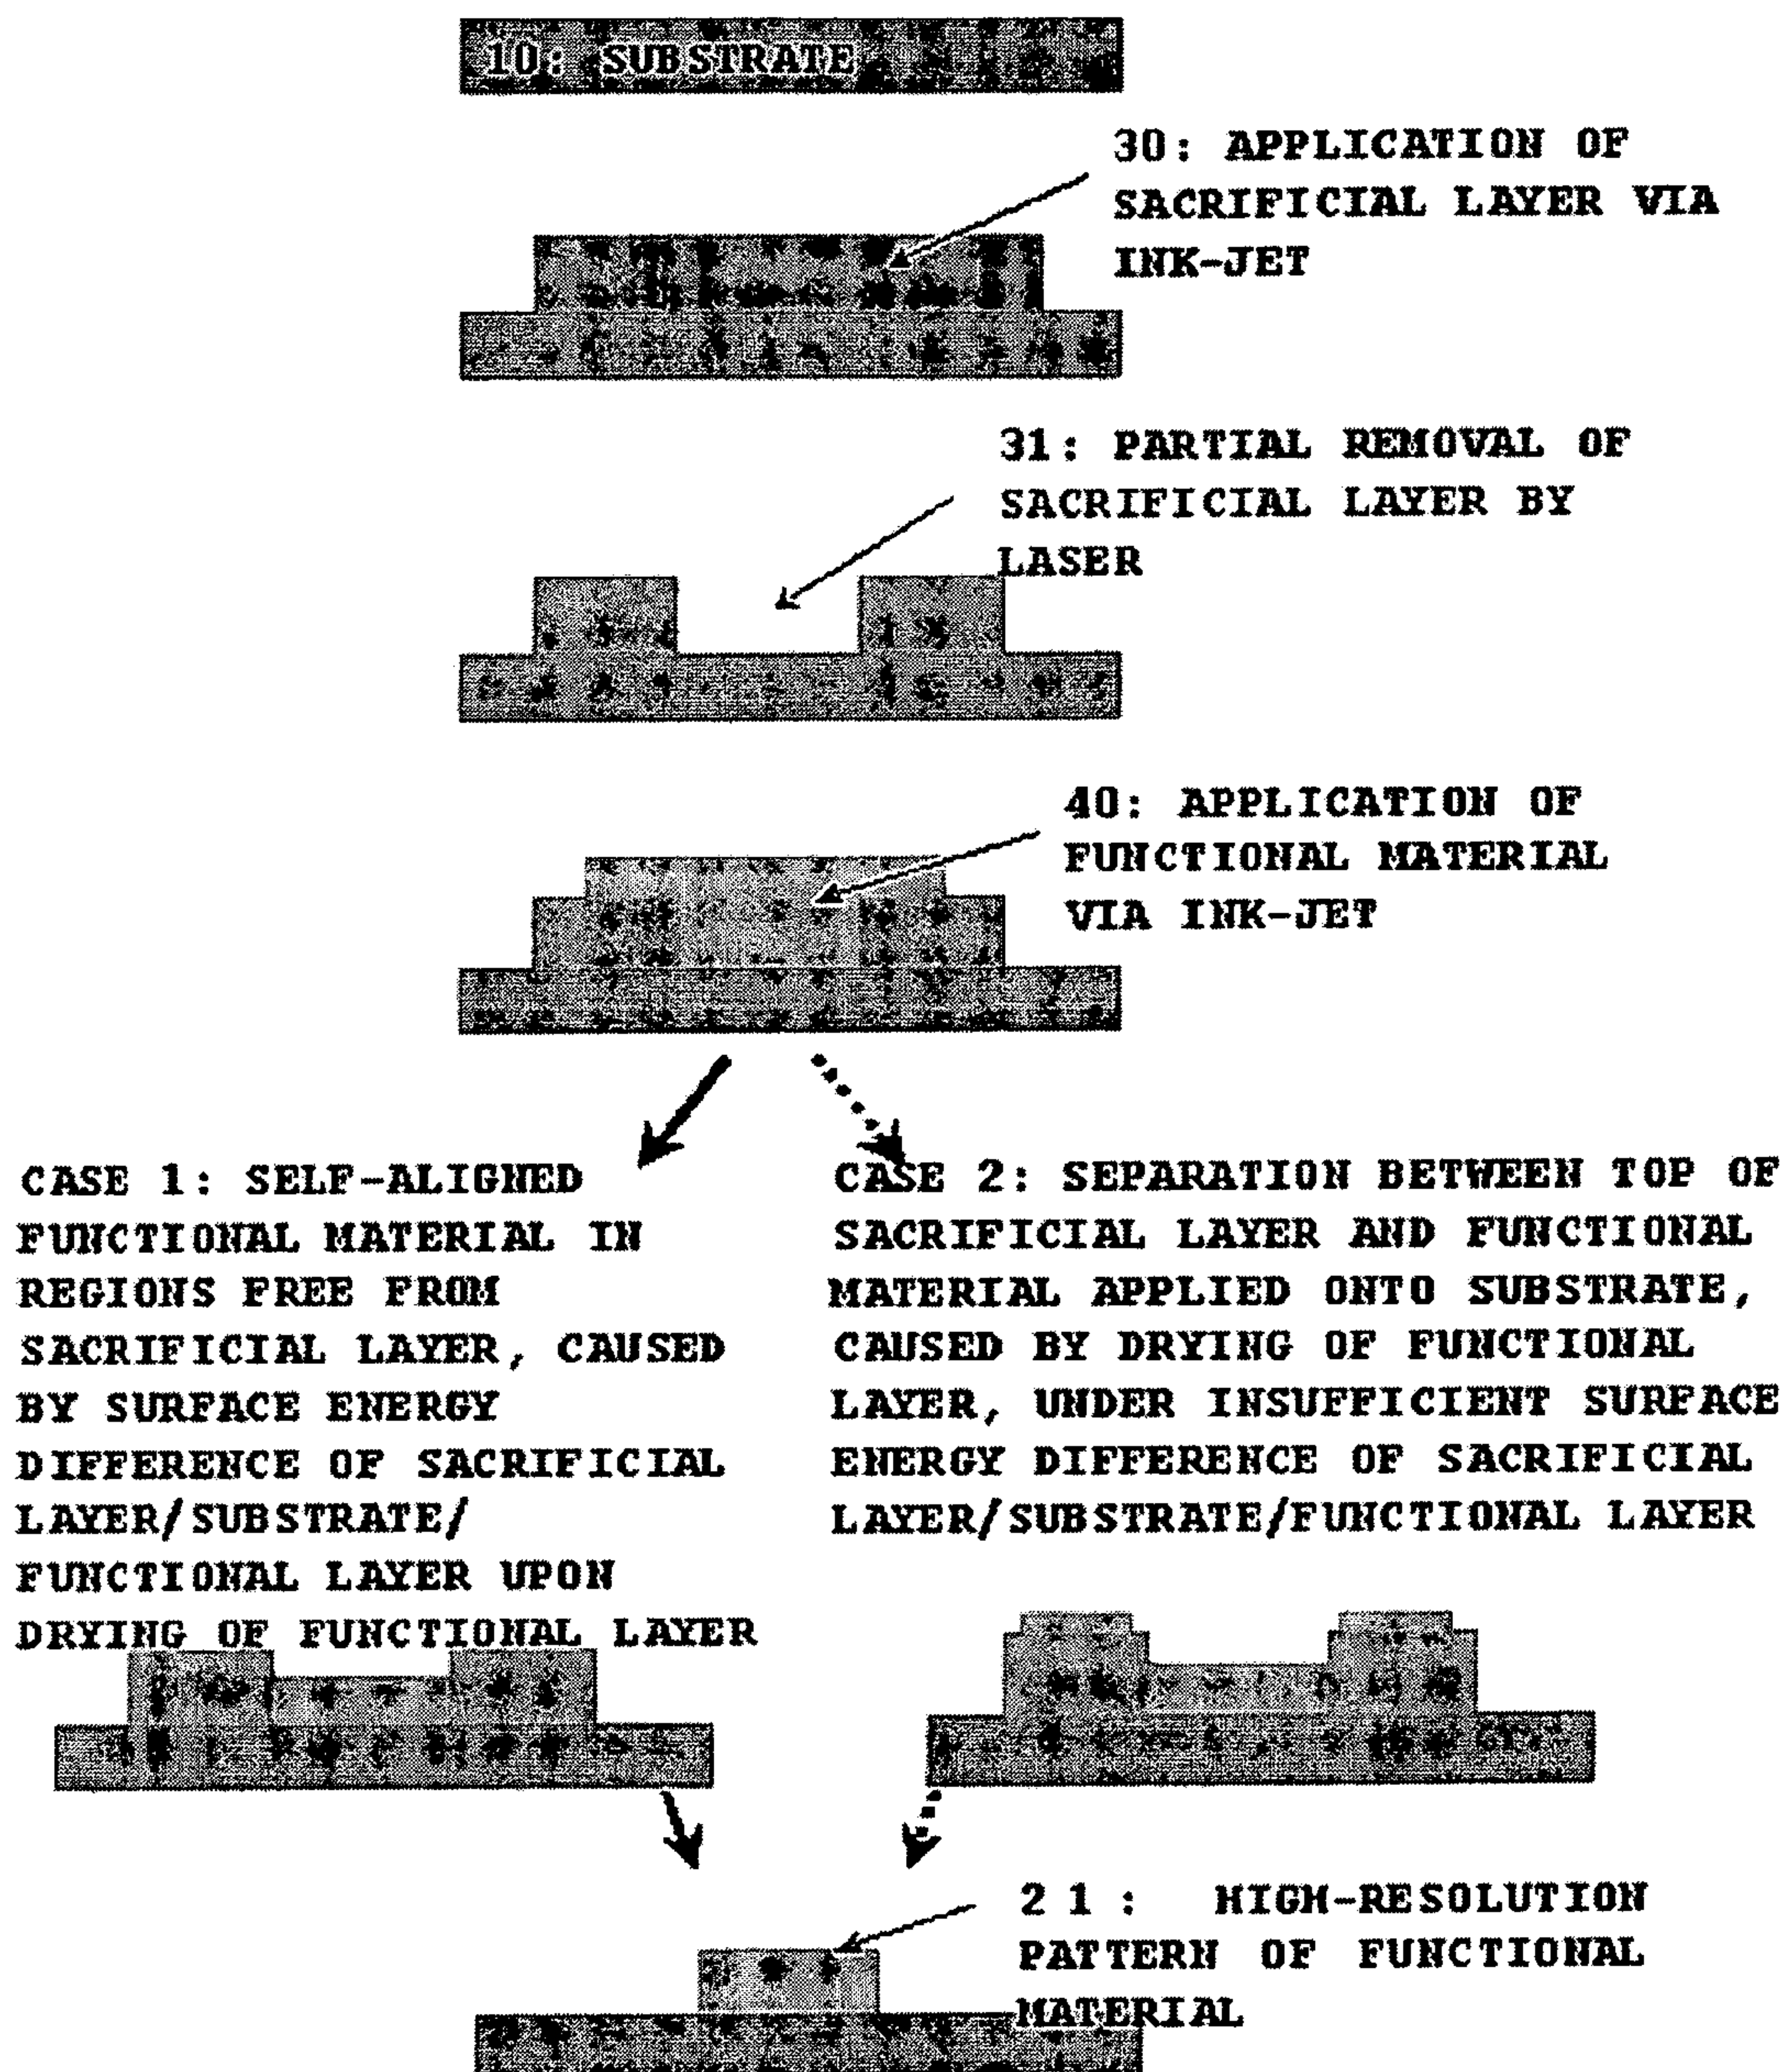 10: SUBSTRATE
30: APPLICATION OF
SACRIFICIAL LAYER VIA
INK-JET
31: PARTIAL REMOVAL OF
SACRIFICIAL LAYER BY
LASER
40: APPLICATION OF
FUNCTIONAL MATERIAL
VIA INK-JET
CASE 1: SELF-ALIGNED
FUNCTIONAL MATERIAL IN
REGIONS FREE FROM
SACRIFICIAL LAYER, CAUSED
BY SURFACE ENERGY
DIFFERENCE OF SACRIFICIAL
LAYER/SUBSTRATE/
FUNCTIONAL LAYER UPON
DRYING OF FUNCTIONAL LAYER
CASE 2: SEPARATION BETWEEN TOP OF
SACRIFICIAL LAYER AND FUNCTIONAL
MATERIAL APPLIED ONTO SUBSTRATE,
CAUSED BY DRYING OF FUNCTIONAL
LAYER, UNDER INSUFFICIENT SURFACE
ENERGY DIFFERENCE OF SACRIFICIAL
LAYER/SUBSTRATE/FUNCTIONAL LAYER
21: HIGH-RESOLUTION
PATTERN OF FUNCTIONAL
MATERIAL